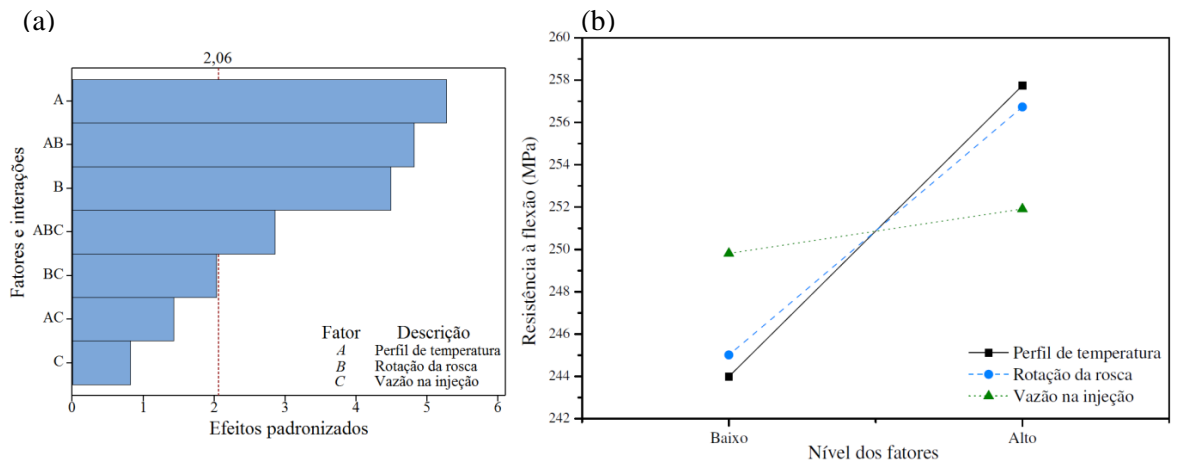 (a)
2,06
Fatores e interações
A
AB
B
ABC
BC
AC
C
Fator Descrição
A Perfil de temperatura
B Rotação da rosca
C Vazão na injeção
0 1 2 3 4 5 6
Efeitos padronizados
(b)
Resistência à flexão (MPa)
260
258
256
254
252
250
245
246
244
242
Perfil de temperatura
Rotação da rosca
Vazão na injeção
Baixo Alto
Nível dos fatores